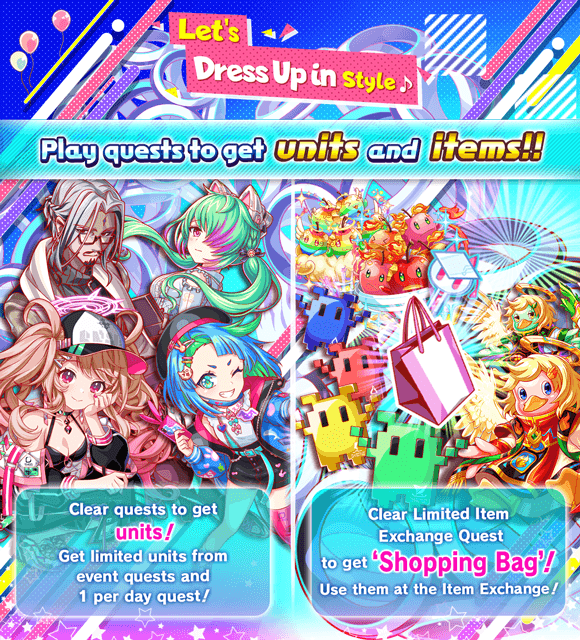 Let's
Dress Up in Style♪
Play quests to get units and items!!
Clear quests to get
units!
Get limited units from
event quests and
1 per day quest!
Clear Limited Item
Exchange Quest
to get 'Shopping Bag'!
Use them at the Item Exchange!